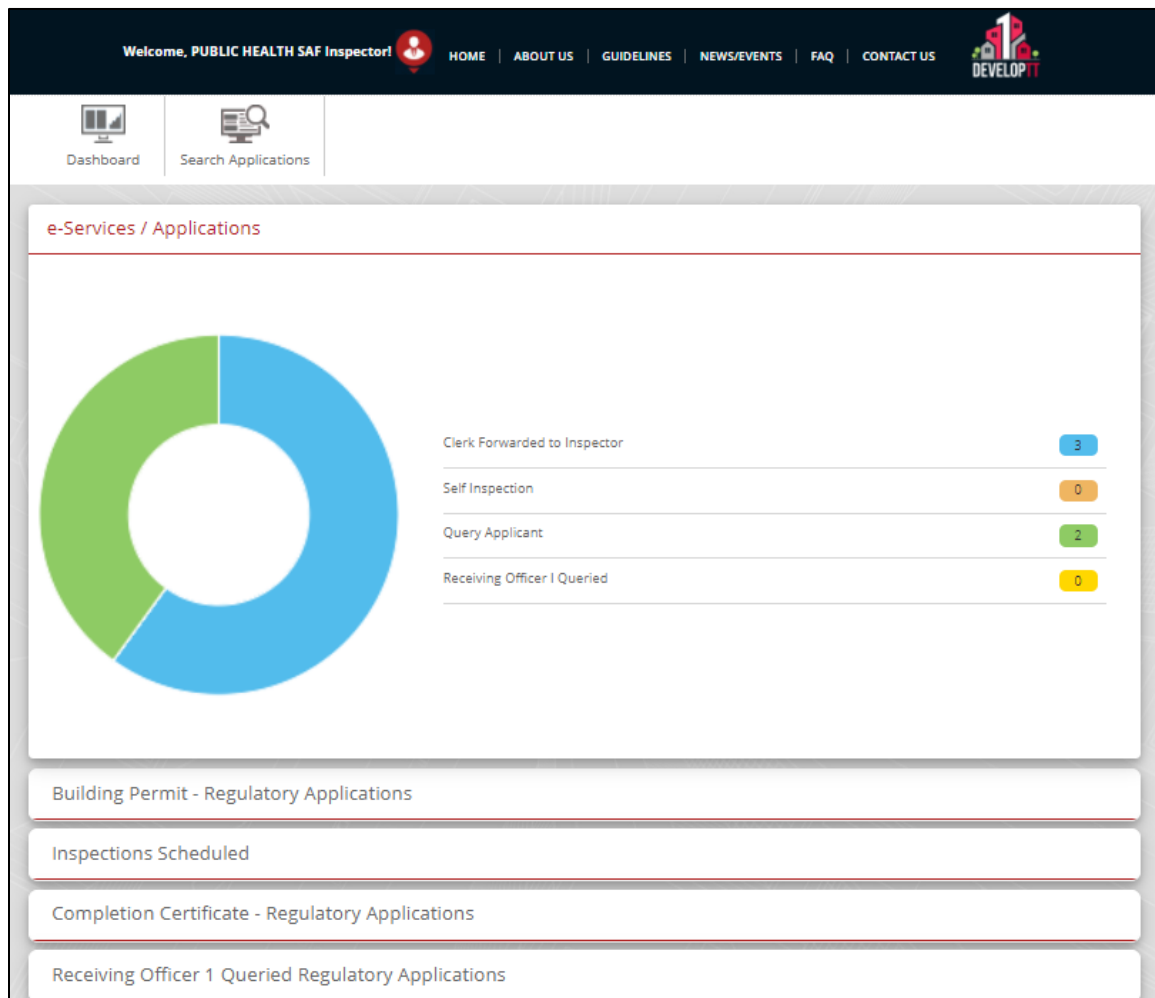 Welcome, PUBLIC HEALTH SAF Inspector!
HOME | ABOUT US | GUIDELINES | NEWS/EVENTS | FAQ | CONTACT US
DEVELOPTT
Dashboard
Search Applications
e-Services / Applications
Clerk Forwarded to Inspector 3
Self Inspection 0
Query Applicant 2
Receiving Officer I Queried 0
Building Permit - Regulatory Applications
Inspections Scheduled
Completion Certificate - Regulatory Applications
Receiving Officer 1 Queried Regulatory Applications